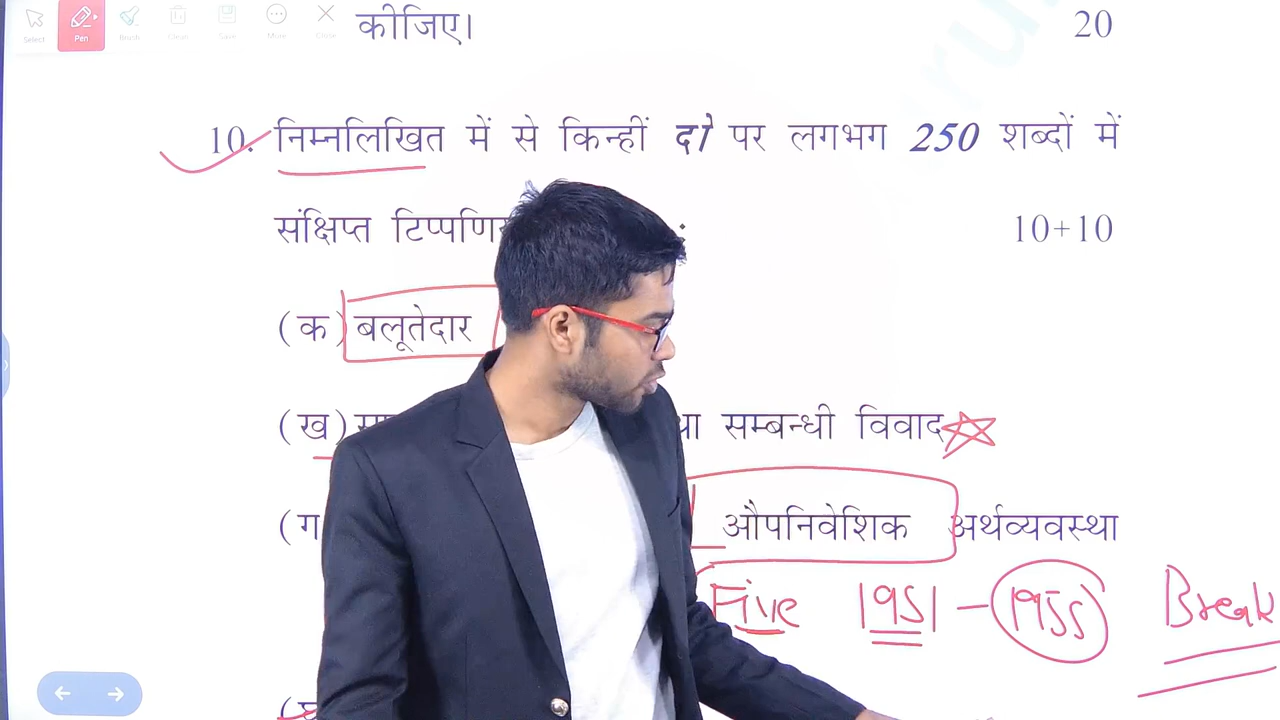 Select Pen Brush Clear Save More Close
कीजिए। 20
10. निम्नलिखित में से किन्हीं दो पर लगभग 250 शब्दों में
संक्षिप्त : 10+10
(क) बलूतेदार
(ख) सम्बन्धी विवाद
(ग औपनिवेशिक अर्थव्यवस्था
Five 1951 - 1955 Break